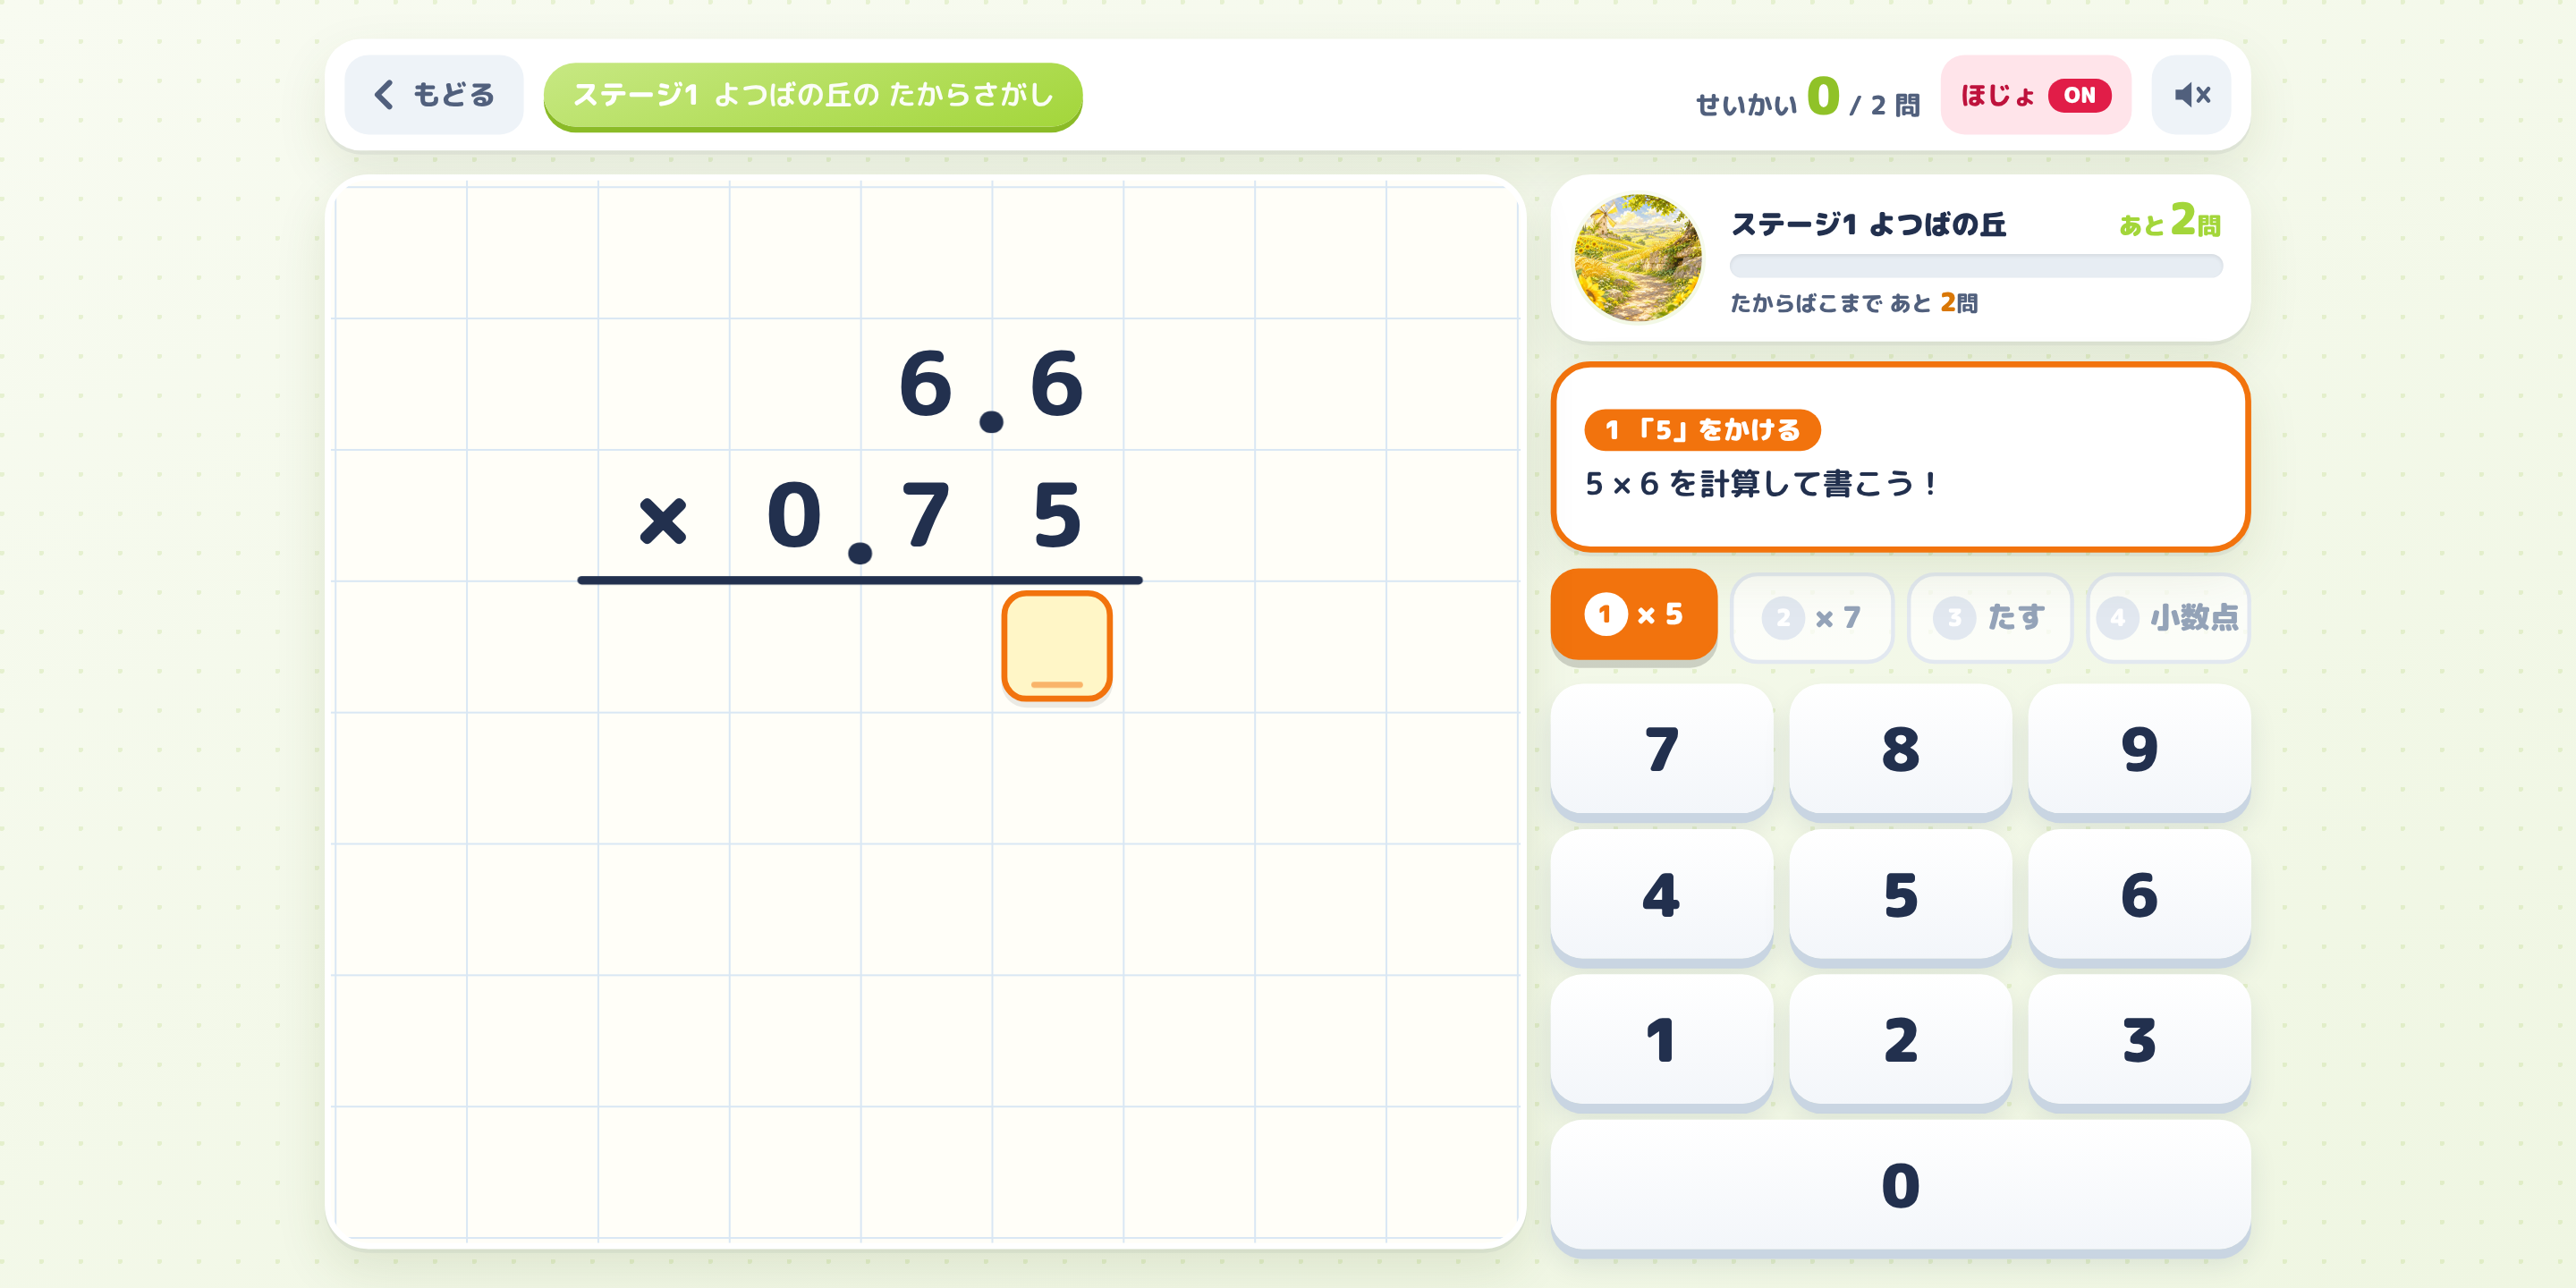 もどる
ステージ1 よつばの丘の たからさがし
せいかい 0 / 2 問
ほじょ ON
6.6
× 0.75
ステージ1 よつばの丘
あと2問
たからばこまで あと 2問
1 「5」をかける
5 × 6 を計算して書こう！
1 × 5
2 × 7
3 たす
4 小数点
7 8 9
4 5 6
1 2 3
0